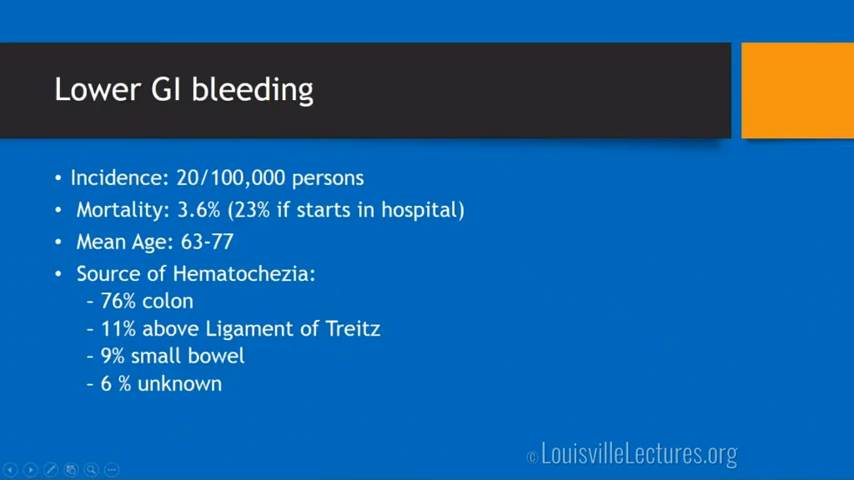 Lower GI bleeding
• Incidence: 20/100,000 persons
• Mortality: 3.6% (23% if starts in hospital)
• Mean Age: 63-77
• Source of Hematochezia:
– 76% colon
– 11% above Ligament of Treitz
– 9% small bowel
– 6 % unknown
© LouisvilleLectures.org